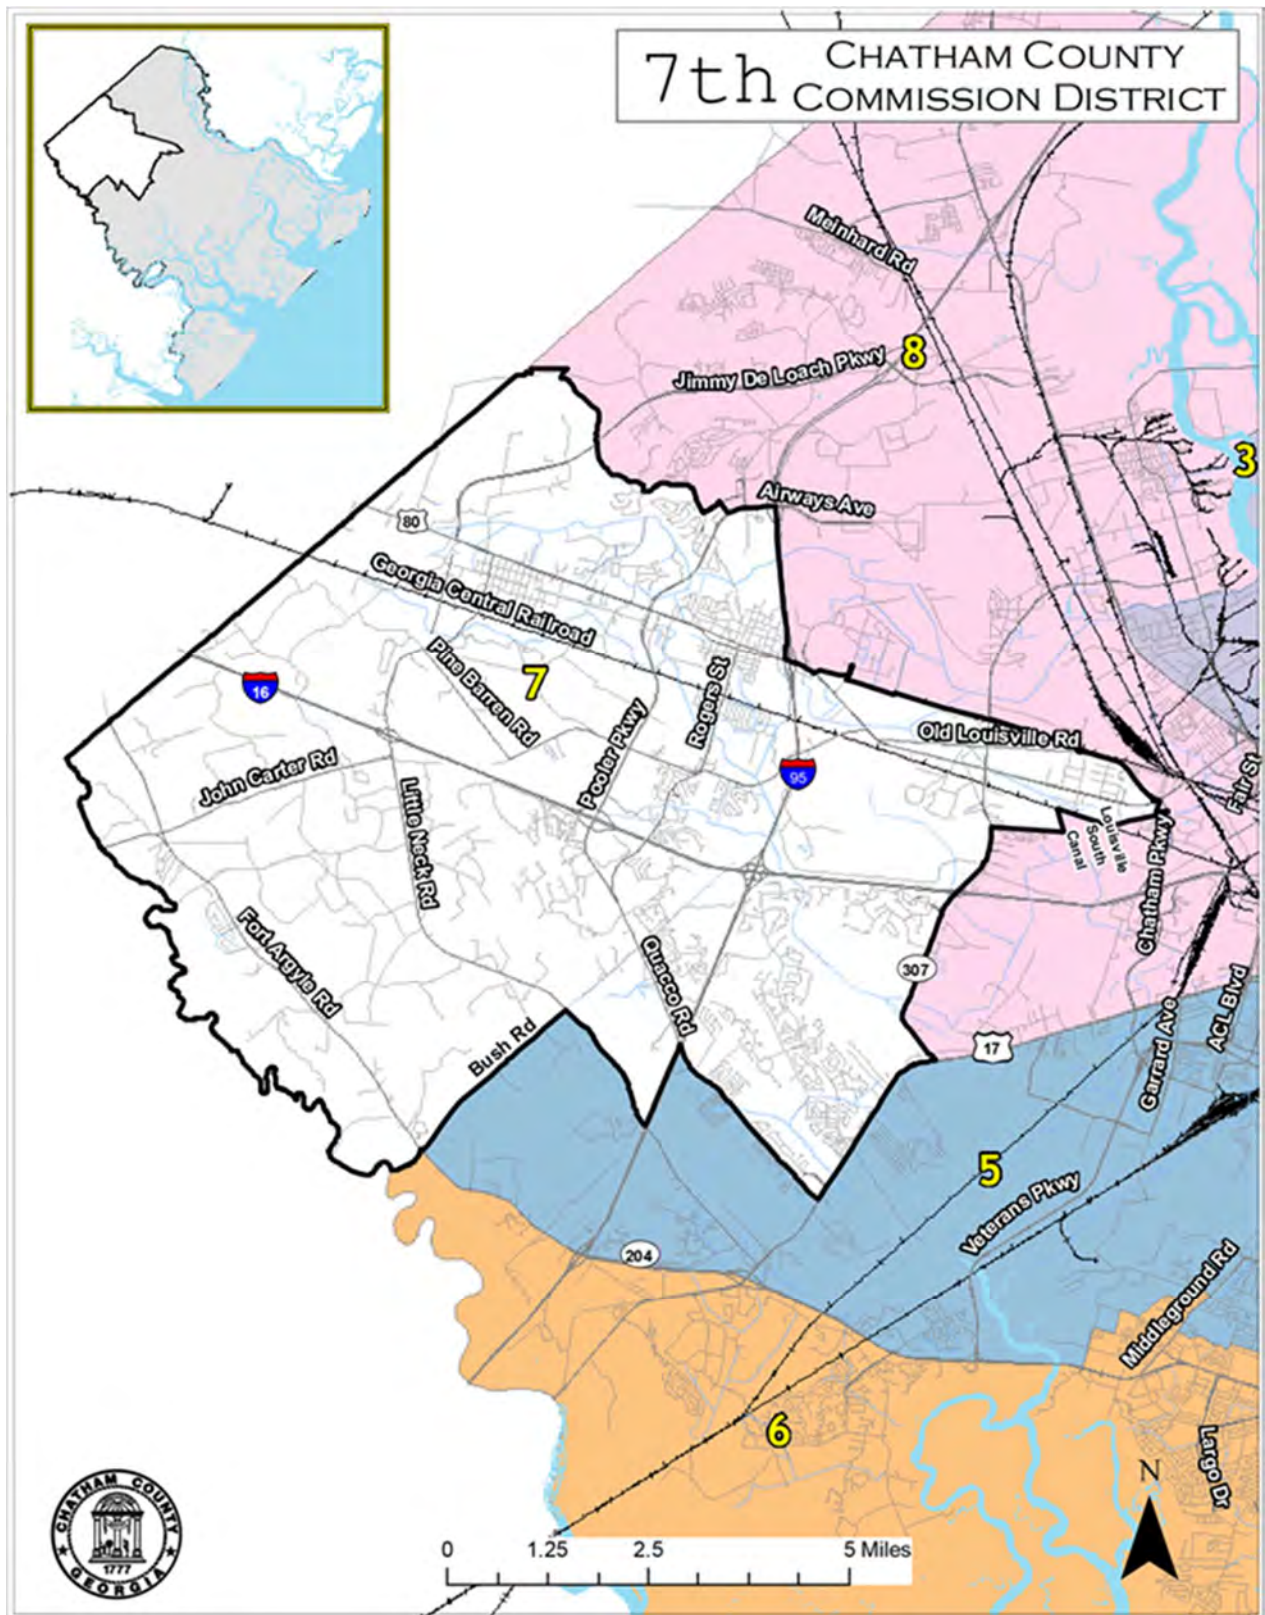 7th
CHATHAM COUNTY
COMMISSION DISTRICT
Meinhard Rd
8
Jimmy De Loach Pkwy
3
Airways Ave
80
Georgia Central Railroad
Pine Barren Rd
7
16
Rogers St
Pooler Pkwy
Old Louisville Rd
95
Fair St
John Carter Rd
Little Neck Rd
Louisville
South
Canal
Chatham Pkwy
Fort Argyle Rd
Quacco Rd
307
Bush Rd
17
Garrard Ave
ACL Blvd
5
Veterans Pkwy
204
Middleground Rd
6
Largo Dr
N
CHATHAM COUNTY
1777
GEORGIA
0 1.25 2.5 5 Miles